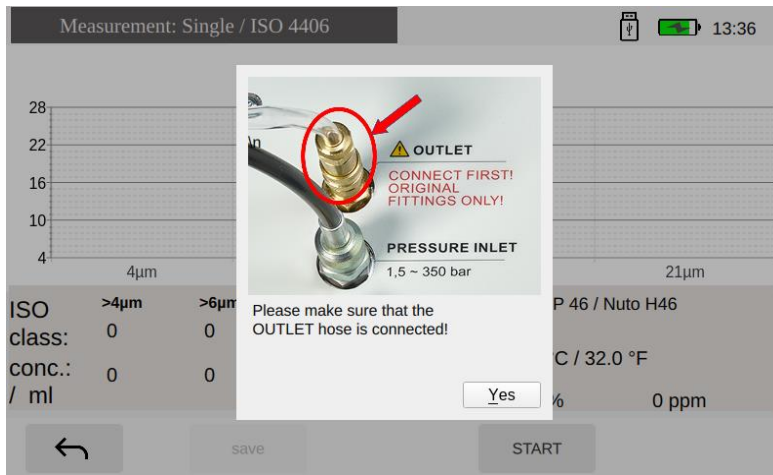 Measurement: Single / ISO 4406
13:36
28
22
16
10
4
4µm
21µm
OUTLET
CONNECT FIRST!
ORIGINAL
FITTINGS ONLY!
PRESSURE INLET
1,5 ~ 350 bar
Please make sure that the
OUTLET hose is connected!
Yes
ISO
class:
>4µm
>6µm
0
0
conc.:
/ ml
0
0
P 46 / Nuto H46
°C / 32.0 °F
%
0 ppm
save
START